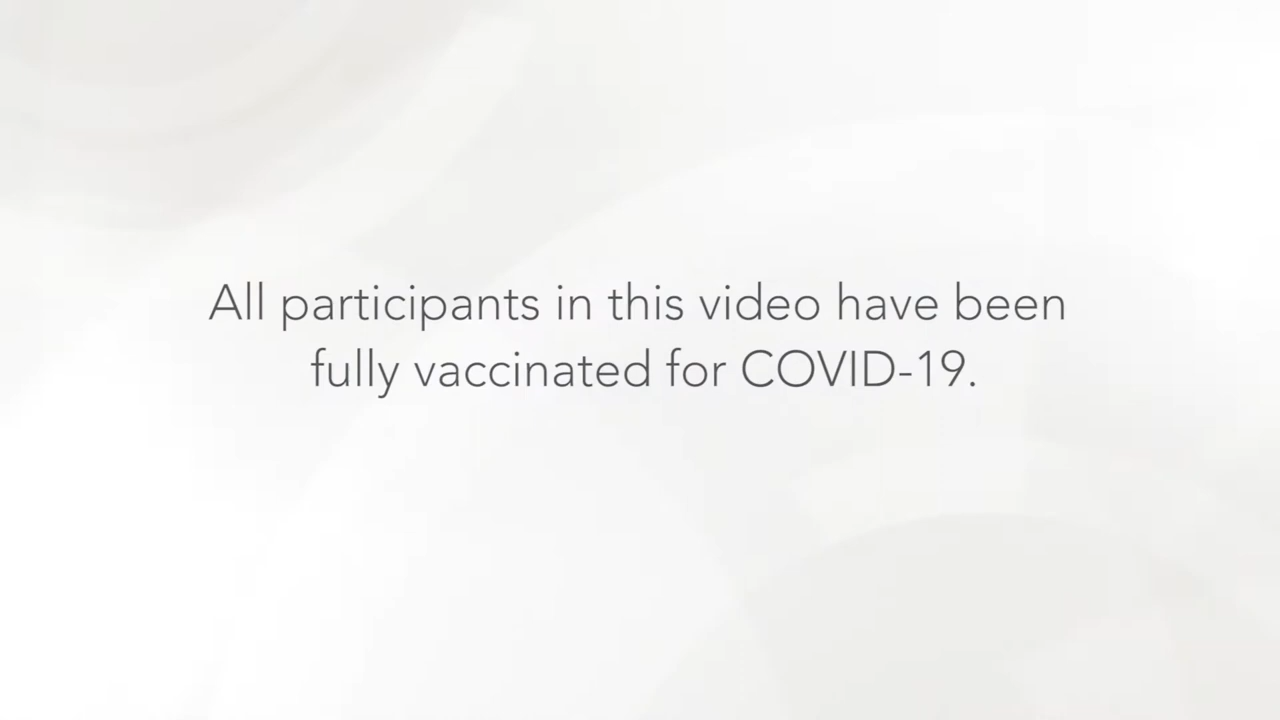 All participants in this video have been
fully vaccinated for COVID-19.